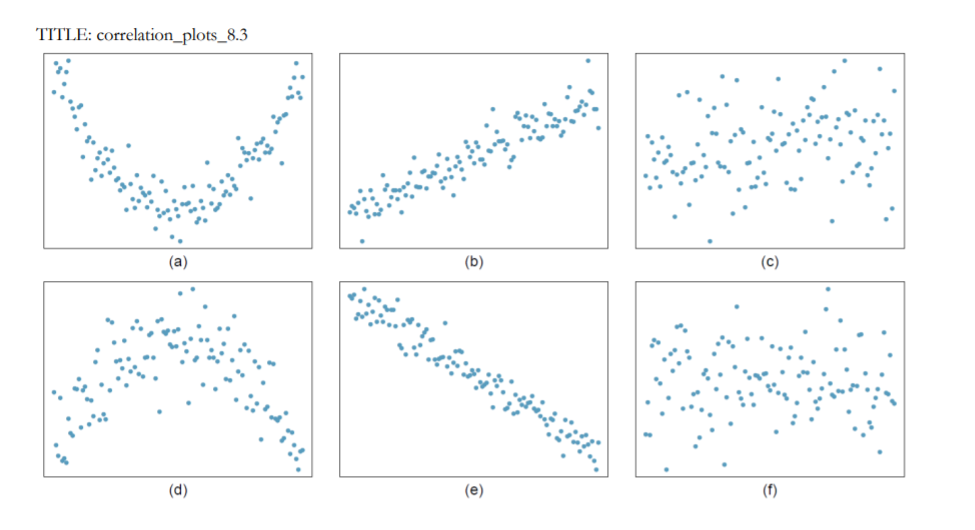 TITLE: correlation_plots_8.3
(a)
(b)
(c)
(d)
(e)
(f)